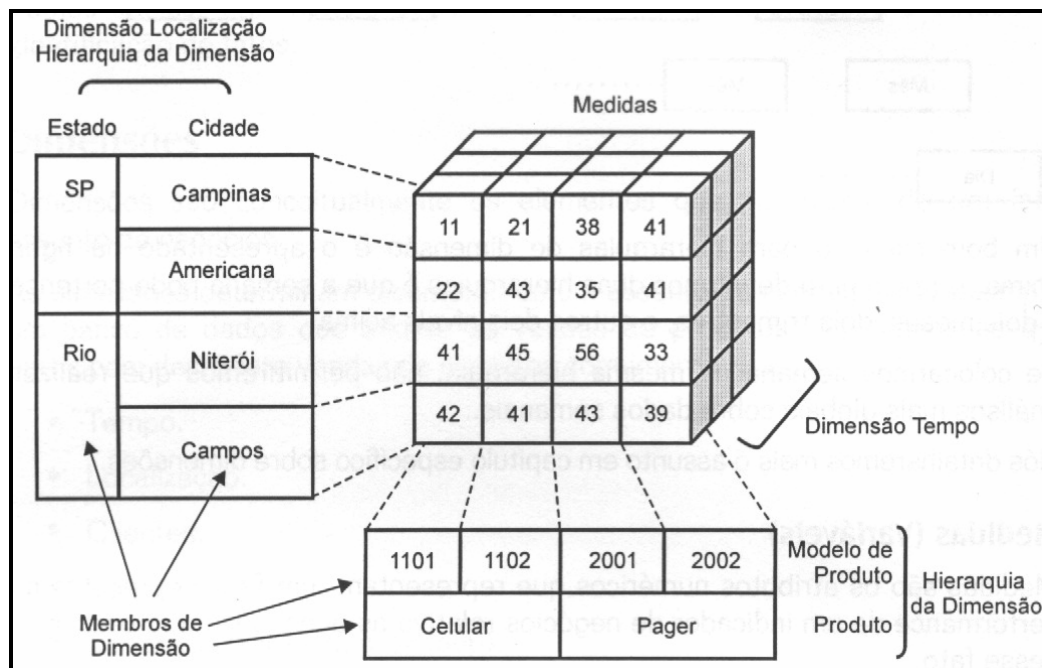 Dimensão Localização
Hierarquia da Dimensão
Medidas
Estado Cidade
SP Campinas
11 21 38 41
Americana
22 43 35 41
Rio Niterói
41 45 56 33
Campos
42 41 43 39
Dimensão Tempo
1101 1102 2001 2002
Modelo de
Produto
Hierarquia
da Dimensão
Membros de
Dimensão
Celular Pager
Produto